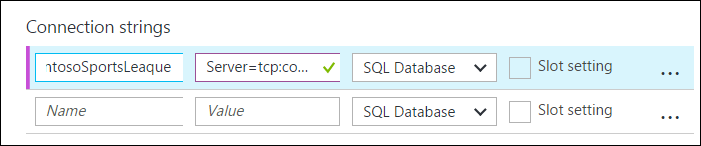 Connection strings
ntosoSportsLeaque Server=tcp:co... SQL Database Slot setting ...
Name Value SQL Database Slot setting ...